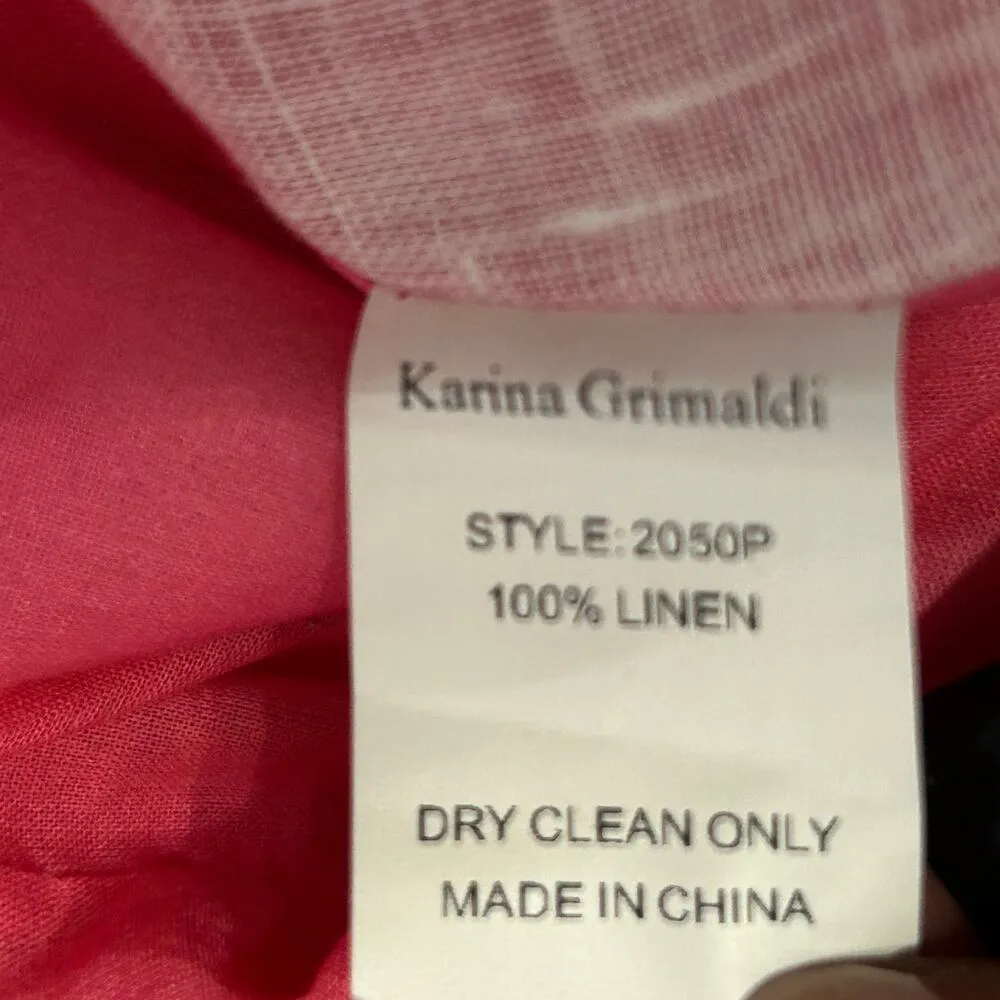 Karina Grimaldi
STYLE:2050P
100% LINEN
DRY CLEAN ONLY
MADE IN CHINA